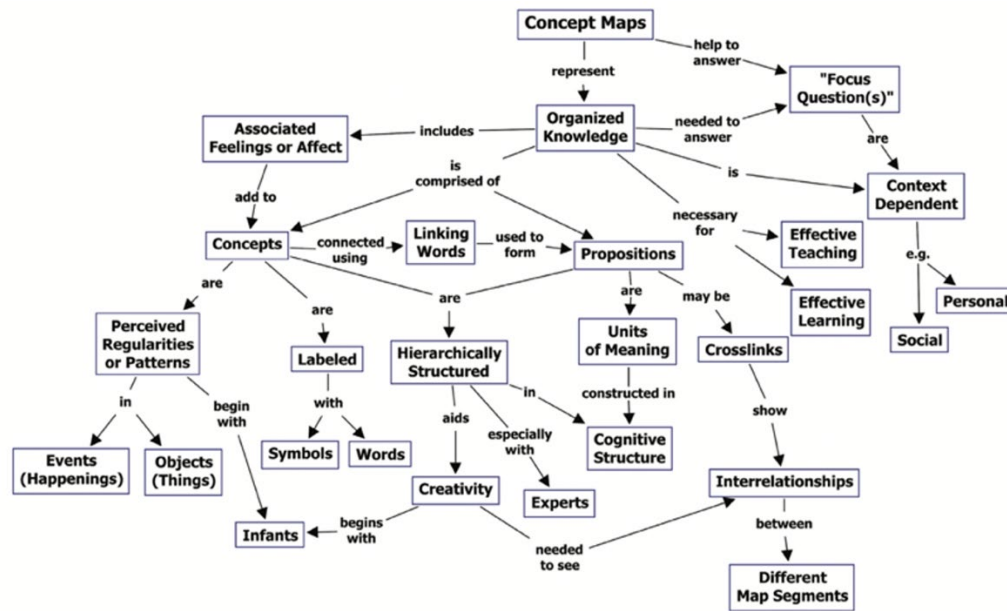 Concept Maps
help to
answer
represent
"Focus
Question(s)"
Organized
Knowledge
needed to
answer
Associated
Feelings or Affect
includes
are
is
comprised of
is
Context
Dependent
add to
necessary
for
Concepts
connected
using
Linking
Words
used to
form
Propositions
Effective
Teaching
e.g.
are
are
are
may be
Effective
Learning
Personal
Perceived
Regularities
or Patterns
Labeled
Hierarchically
Structured
Units
of Meaning
Crosslinks
Social
in
begin
with
with
aids
in
constructed in
show
especially
with
Events
(Happenings)
Objects
(Things)
Symbols
Words
Cognitive
Structure
Creativity
Experts
Interrelationships
Infants
begins
with
needed
to see
between
Different
Map Segments